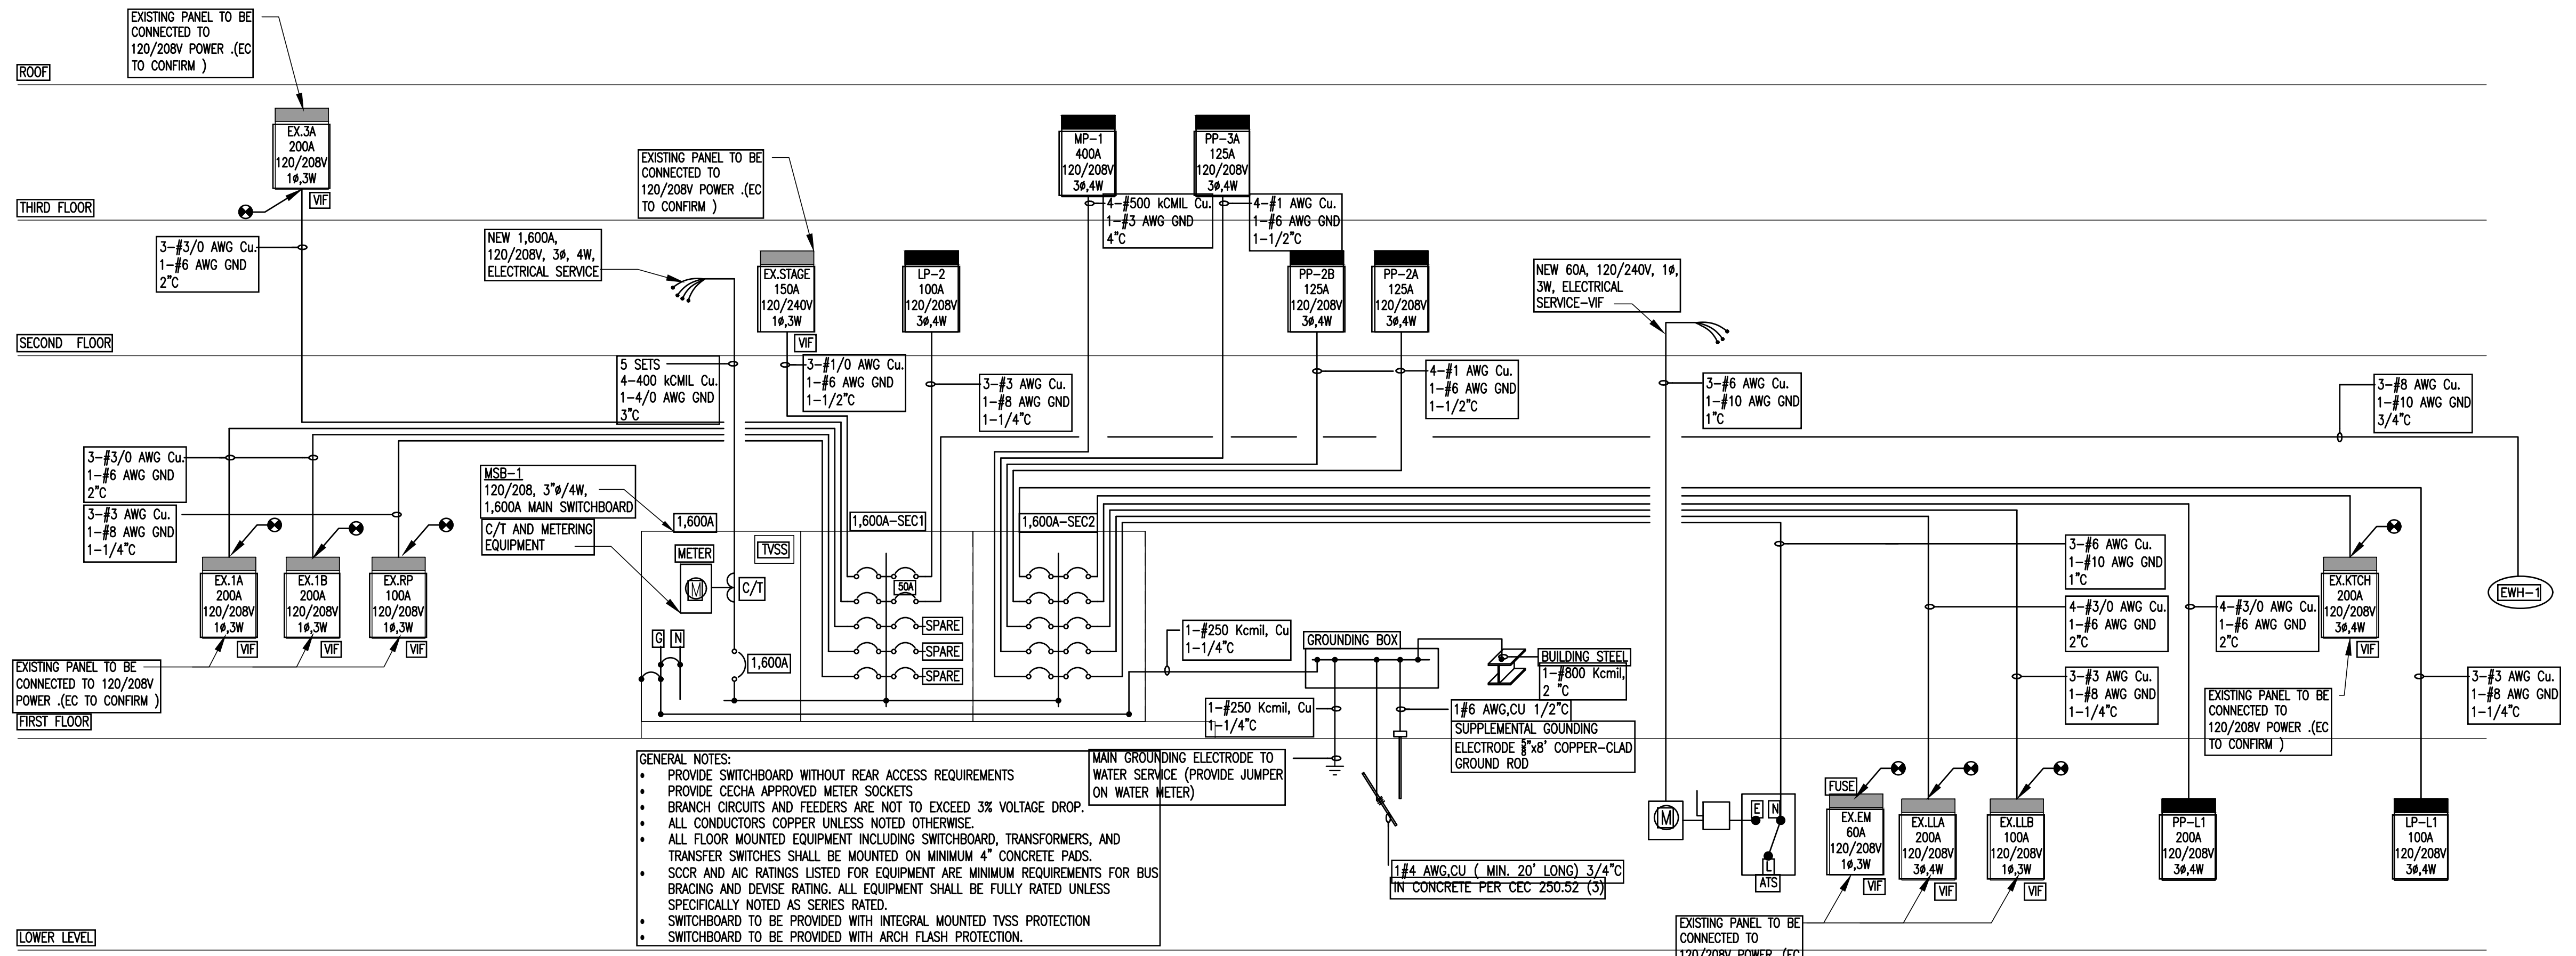 EXISTING PANEL TO BE
CONNECTED TO
120/208V POWER .(EC
TO CONFIRM )
ROOF
EX.3A
200A
120/208V
1ø,3W
VIF
THIRD FLOOR
3-#3/0 AWG Cu.
1-#6 AWG GND
2"C
NEW 1,600A,
120/208V, 3ø, 4W,
ELECTRICAL SERVICE
EXISTING PANEL TO BE
CONNECTED TO
120/208V POWER .(EC
TO CONFIRM )
EX.STAGE
150A
120/240V
1ø,3W
VIF
LP-2
100A
120/208V
3ø,4W
MP-1
400A
120/208V
3ø,4W
4-#500 kCMIL Cu.
1-#3 AWG GND
4"C
PP-3A
125A
120/208V
3ø,4W
4-#1 AWG Cu.
1-#6 AWG GND
1-1/2"C
PP-2B
125A
120/208V
3ø,4W
PP-2A
125A
120/208V
3ø,4W
NEW 60A, 120/240V, 1ø,
3W, ELECTRICAL
SERVICE-VIF
SECOND FLOOR
5 SETS
4-400 kCMIL Cu.
1-4/0 AWG GND
3"C
3-#1/0 AWG Cu.
1-#6 AWG GND
1-1/2"C
3-#3 AWG Cu.
1-#8 AWG GND
1-1/4"C
4-#1 AWG Cu.
1-#6 AWG GND
1-1/2"C
3-#6 AWG Cu.
1-#10 AWG GND
1"C
3-#8 AWG Cu.
1-#10 AWG GND
3/4"C
3-#3/0 AWG Cu.
1-#6 AWG GND
2"C
3-#3 AWG Cu.
1-#8 AWG GND
1-1/4"C
MSB-1
120/208, 3"ø/4W,
1,600A MAIN SWITCHBOARD
C/T AND METERING
EQUIPMENT
1,600A
1,600A-SEC1
1,600A-SEC2
METER
TVSS
M
C/T
G
N
1,600A
50A
SPARE
SPARE
SPARE
EX.1A
200A
120/208V
1ø,3W
VIF
EX.1B
200A
120/208V
1ø,3W
VIF
EX.RP
100A
120/208V
1ø,3W
VIF
EXISTING PANEL TO BE
CONNECTED TO 120/208V
POWER .(EC TO CONFIRM )
FIRST FLOOR
1-#250 Kcmil, Cu
1-1/4"C
GROUNDING BOX
BUILDING STEEL
1-#800 Kcmil,
2 "C
1-#250 Kcmil, Cu
1-1/4"C
1#6 AWG,CU 1/2"C
SUPPLEMENTAL GOUNDING
ELECTRODE 5/8"x8' COPPER-CLAD
GROUND ROD
MAIN GROUNDING ELECTRODE TO
WATER SERVICE (PROVIDE JUMPER
ON WATER METER)
1#4 AWG,CU ( MIN. 20' LONG) 3/4"C
IN CONCRETE PER CEC 250.52 (3)
3-#6 AWG Cu.
1-#10 AWG GND
1"C
4-#3/0 AWG Cu.
1-#6 AWG GND
2"C
3-#3 AWG Cu.
1-#8 AWG GND
1-1/4"C
4-#3/0 AWG Cu.
1-#6 AWG GND
2"C
EX.KTCH
200A
120/208V
3ø,4W
VIF
EWH-1
EXISTING PANEL TO BE
CONNECTED TO
120/208V POWER .(EC
TO CONFIRM )
3-#3 AWG Cu.
1-#8 AWG GND
1-1/4"C
GENERAL NOTES:
• PROVIDE SWITCHBOARD WITHOUT REAR ACCESS REQUIREMENTS
• PROVIDE CECHA APPROVED METER SOCKETS
• BRANCH CIRCUITS AND FEEDERS ARE NOT TO EXCEED 3% VOLTAGE DROP.
• ALL CONDUCTORS COPPER UNLESS NOTED OTHERWISE.
• ALL FLOOR MOUNTED EQUIPMENT INCLUDING SWITCHBOARD, TRANSFORMERS, AND
TRANSFER SWITCHES SHALL BE MOUNTED ON MINIMUM 4" CONCRETE PADS.
• SCCR AND AIC RATINGS LISTED FOR EQUIPMENT ARE MINIMUM REQUIREMENTS FOR BUS
BRACING AND DEVISE RATING. ALL EQUIPMENT SHALL BE FULLY RATED UNLESS
SPECIFICALLY NOTED AS SERIES RATED.
• SWITCHBOARD TO BE PROVIDED WITH INTEGRAL MOUNTED TVSS PROTECTION
• SWITCHBOARD TO BE PROVIDED WITH ARCH FLASH PROTECTION.
M
E
N
L
ATS
FUSE
EX.EM
60A
120/208V
1ø,3W
VIF
EX.LLA
200A
120/208V
3ø,4W
VIF
EX.LLB
100A
120/208V
1ø,3W
VIF
PP-L1
200A
120/208V
3ø,4W
LP-L1
100A
120/208V
3ø,4W
EXISTING PANEL TO BE
CONNECTED TO
120/208V POWER .(EC
LOWER LEVEL